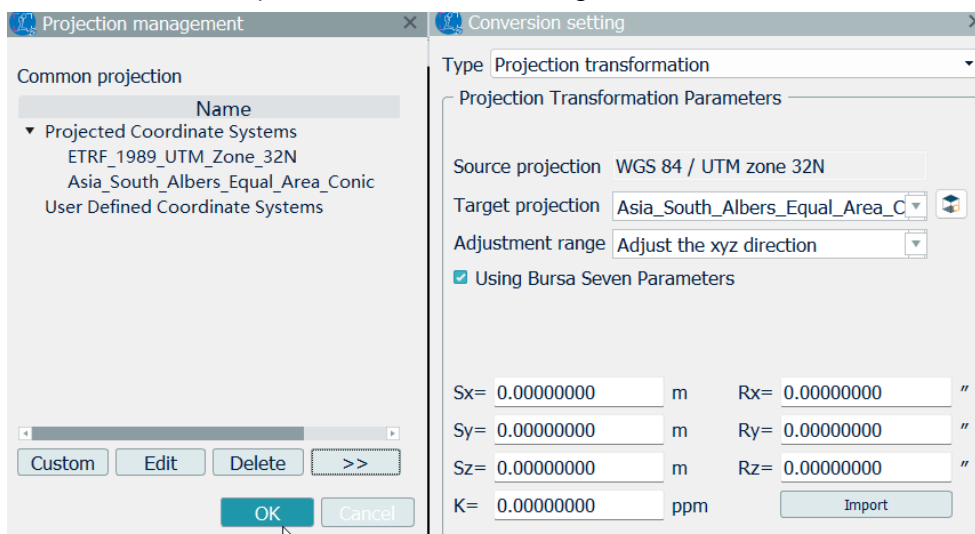 Projection management
Common projection
Name
Projected Coordinate Systems
ETRF_1989_UTM_Zone_32N
Asia_South_Albers_Equal_Area_Conic
User Defined Coordinate Systems
Custom Edit Delete >>
OK Cancel
Conversion setting
Type Projection transformation
Projection Transformation Parameters
Source projection WGS 84 / UTM zone 32N
Target projection Asia_South_Albers_Equal_Area_C
Adjustment range Adjust the xyz direction
Using Bursa Seven Parameters
Sx= 0.00000000 m Rx= 0.00000000 "
Sy= 0.00000000 m Ry= 0.00000000 "
Sz= 0.00000000 m Rz= 0.00000000 "
K= 0.00000000 ppm Import